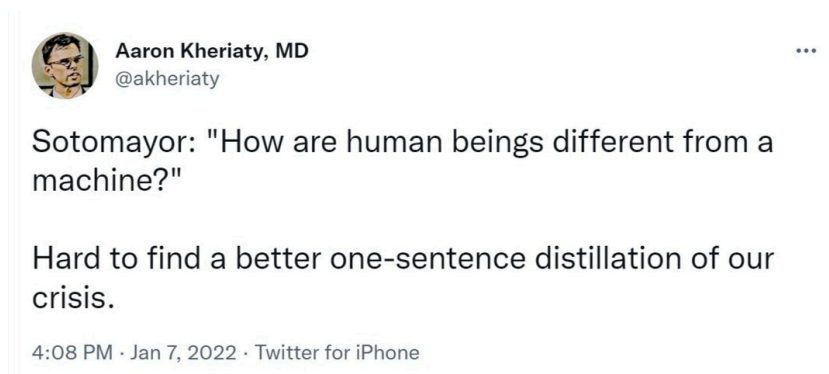 Aaron Kheriaty, MD
@akheriaty
Sotomayor: "How are human beings different from a
machine?"
Hard to find a better one-sentence distillation of our
crisis.
4:08 PM · Jan 7, 2022 · Twitter for iPhone